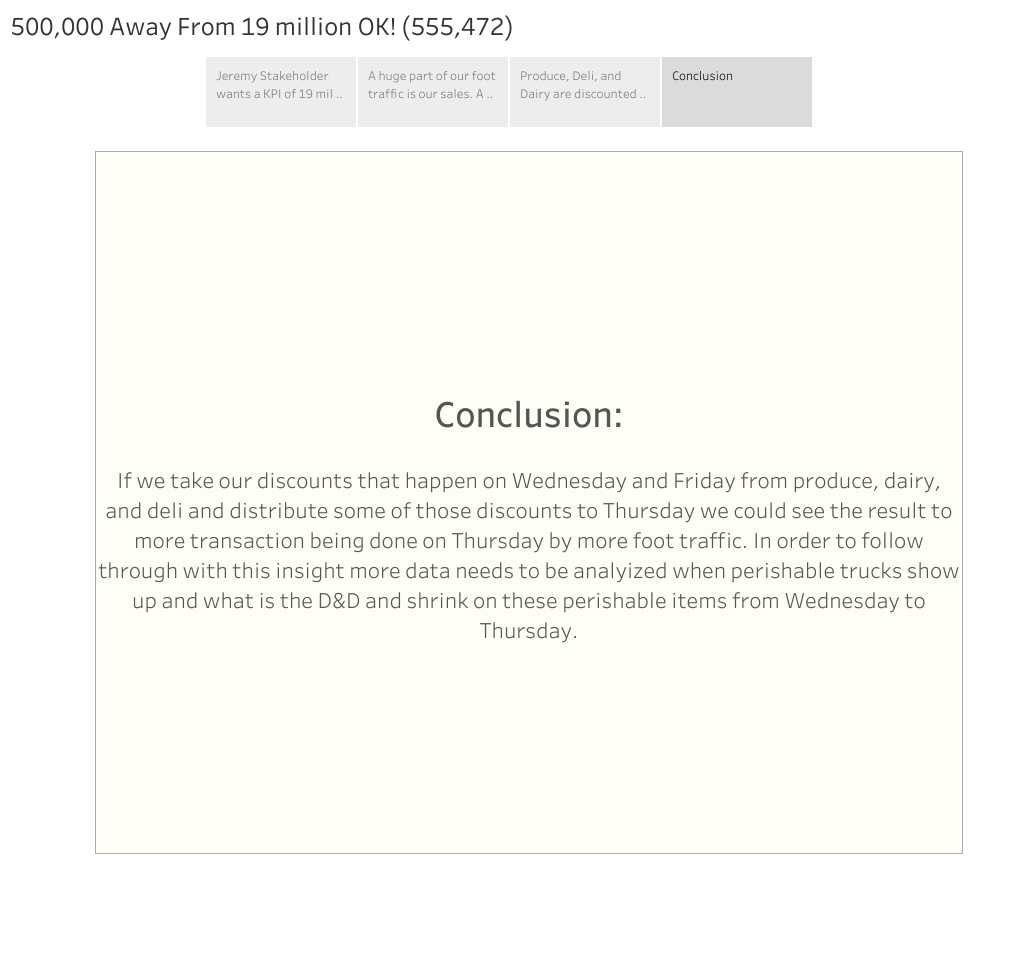 500,000 Away From 19 million OK! (555,472)
Jeremy Stakeholder
wants a KPI of 19 mil ..
A huge part of our foot
traffic is our sales. A ..
Produce, Deli, and
Dairy are discounted ..
Conclusion
Conclusion:
If we take our discounts that happen on Wednesday and Friday from produce, dairy,
and deli and distribute some of those discounts to Thursday we could see the result to
more transaction being done on Thursday by more foot traffic. In order to follow
through with this insight more data needs to be analyized when perishable trucks show
up and what is the D&D and shrink on these perishable items from Wednesday to
Thursday.